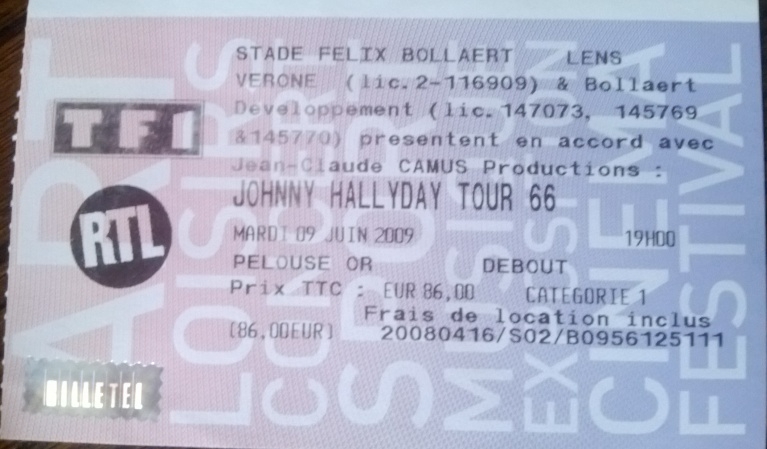 STADE FELIX BOLLAERT LENS
VERONE (lic.2-116909) & Bollaert
Developpement (lic.147073, 145769
&145770) presentent en accord avec
Jean-Claude CAMUS Productions :
JOHNNY HALLYDAY TOUR 66
MARDI 09 JUIN 2009 19H00
PELOUSE OR DEBOUT
Prix TTC : EUR 86,00 CATEGORIE 1
Frais de location inclus
(86,00EUR) 20080416/S02/B0956125111
TF1
RTL
BILLETEL
ART
LOISIRS
SPORT
CINEMA
FESTIVAL